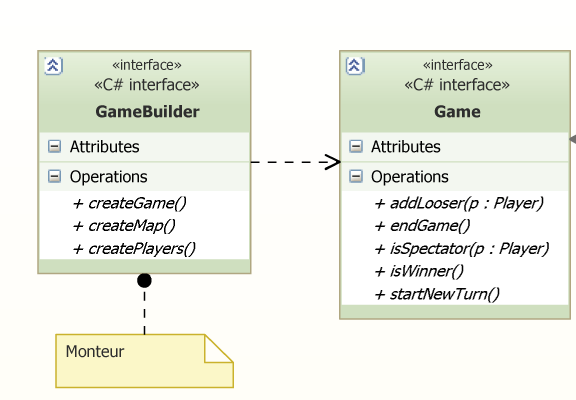 «interface»
«C# interface»
GameBuilder
Attributes
Operations
+ createGame()
+ createMap()
+ createPlayers()
Monteur
«interface»
«C# interface»
Game
Attributes
Operations
+ addLooser(p : Player)
+ endGame()
+ isSpectator(p : Player)
+ isWinner()
+ startNewTurn()